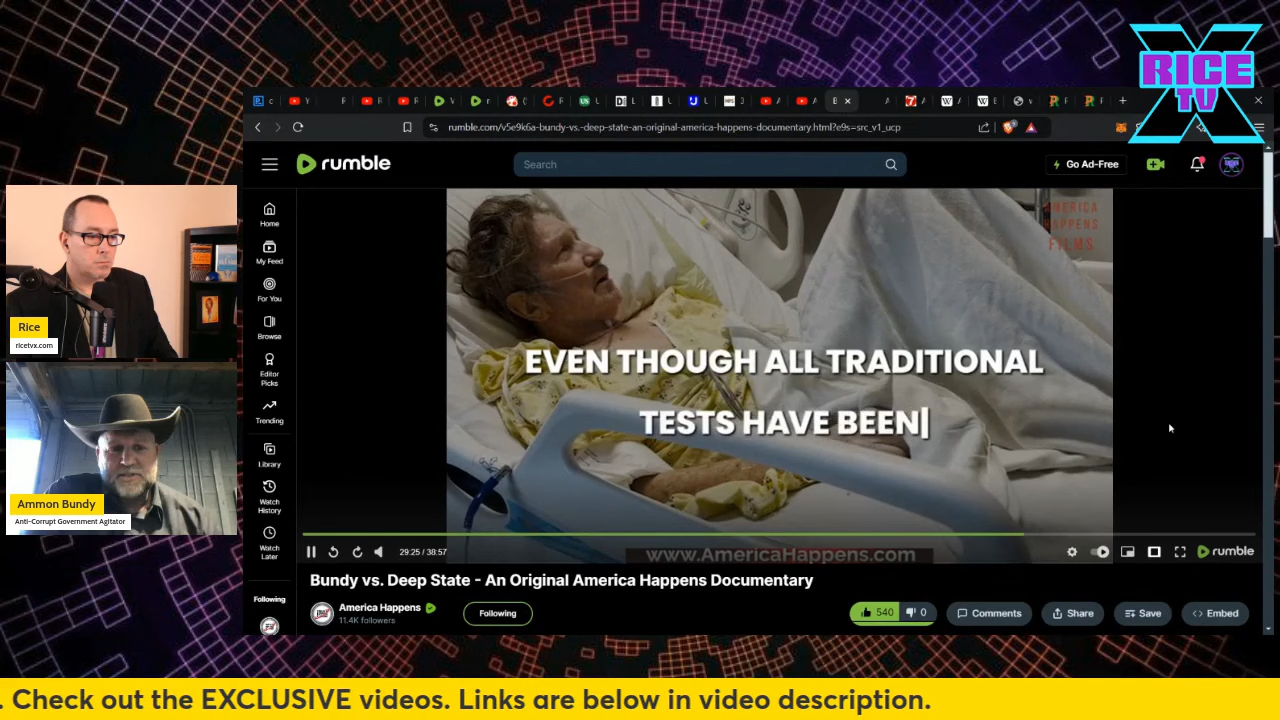 RICE
TV
rumble.com/v5e9k6a-bundy-vs.-deep-state-an-original-america-happens-documentary.html?e9s=src_v1_ucp
rumble
Search
Go Ad-Free
Home
My Feed
For You
Browse
Editor
Picks
Trending
Library
Watch
History
Watch
Later
Following
AMERICA
HAPPENS
FILMS
EVEN THOUGH ALL TRADITIONAL
TESTS HAVE BEEN|
www.AmericaHappens.com
29:25 / 38:57
rumble
Bundy vs. Deep State - An Original America Happens Documentary
America Happens
11.4K followers
Following
540
0
Comments
Share
Save
Embed
Rice
ricetvx.com
Ammon Bundy
Anti-Corrupt Government Agitator
. Check out the EXCLUSIVE videos. Links are below in video description.